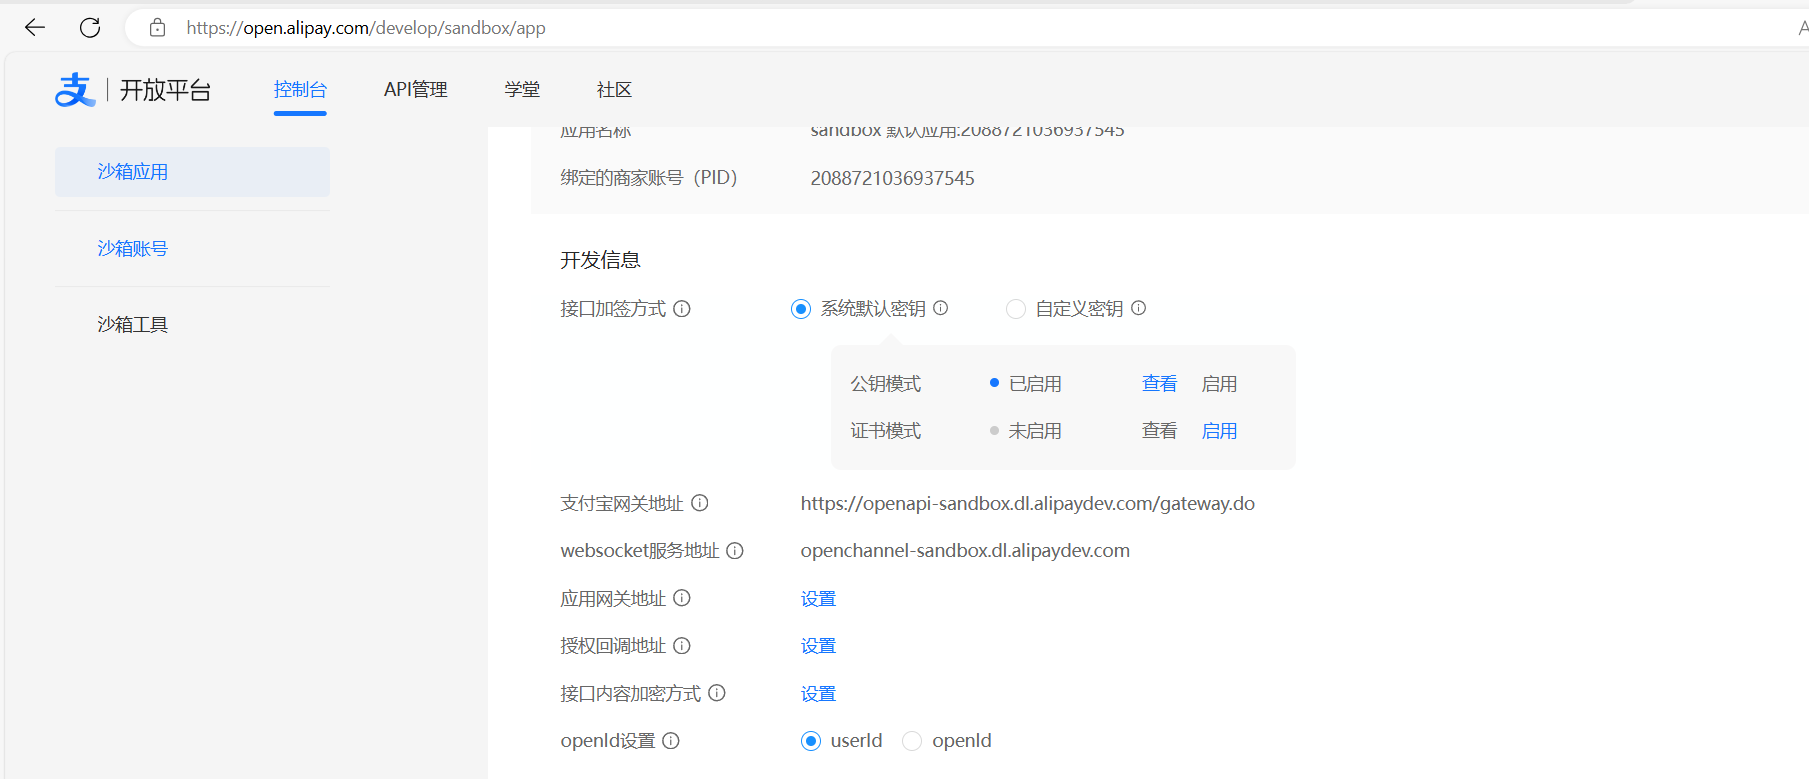 https://open.alipay.com/develop/sandbox/app
支 开放平台 控制台 API管理 学堂 社区
应用名称 sandbox 默认应用:2088721036937545
沙箱应用
绑定的商家账号（PID） 2088721036937545
沙箱账号
开发信息
接口加签方式 系统默认密钥 自定义密钥
沙箱工具
公钥模式 已启用 查看 启用
证书模式 未启用 查看 启用
支付宝网关地址 https://openapi-sandbox.dl.alipaydev.com/gateway.do
websocket服务地址 openchannel-sandbox.dl.alipaydev.com
应用网关地址 设置
授权回调地址 设置
接口内容加密方式 设置
openId设置 userId openId